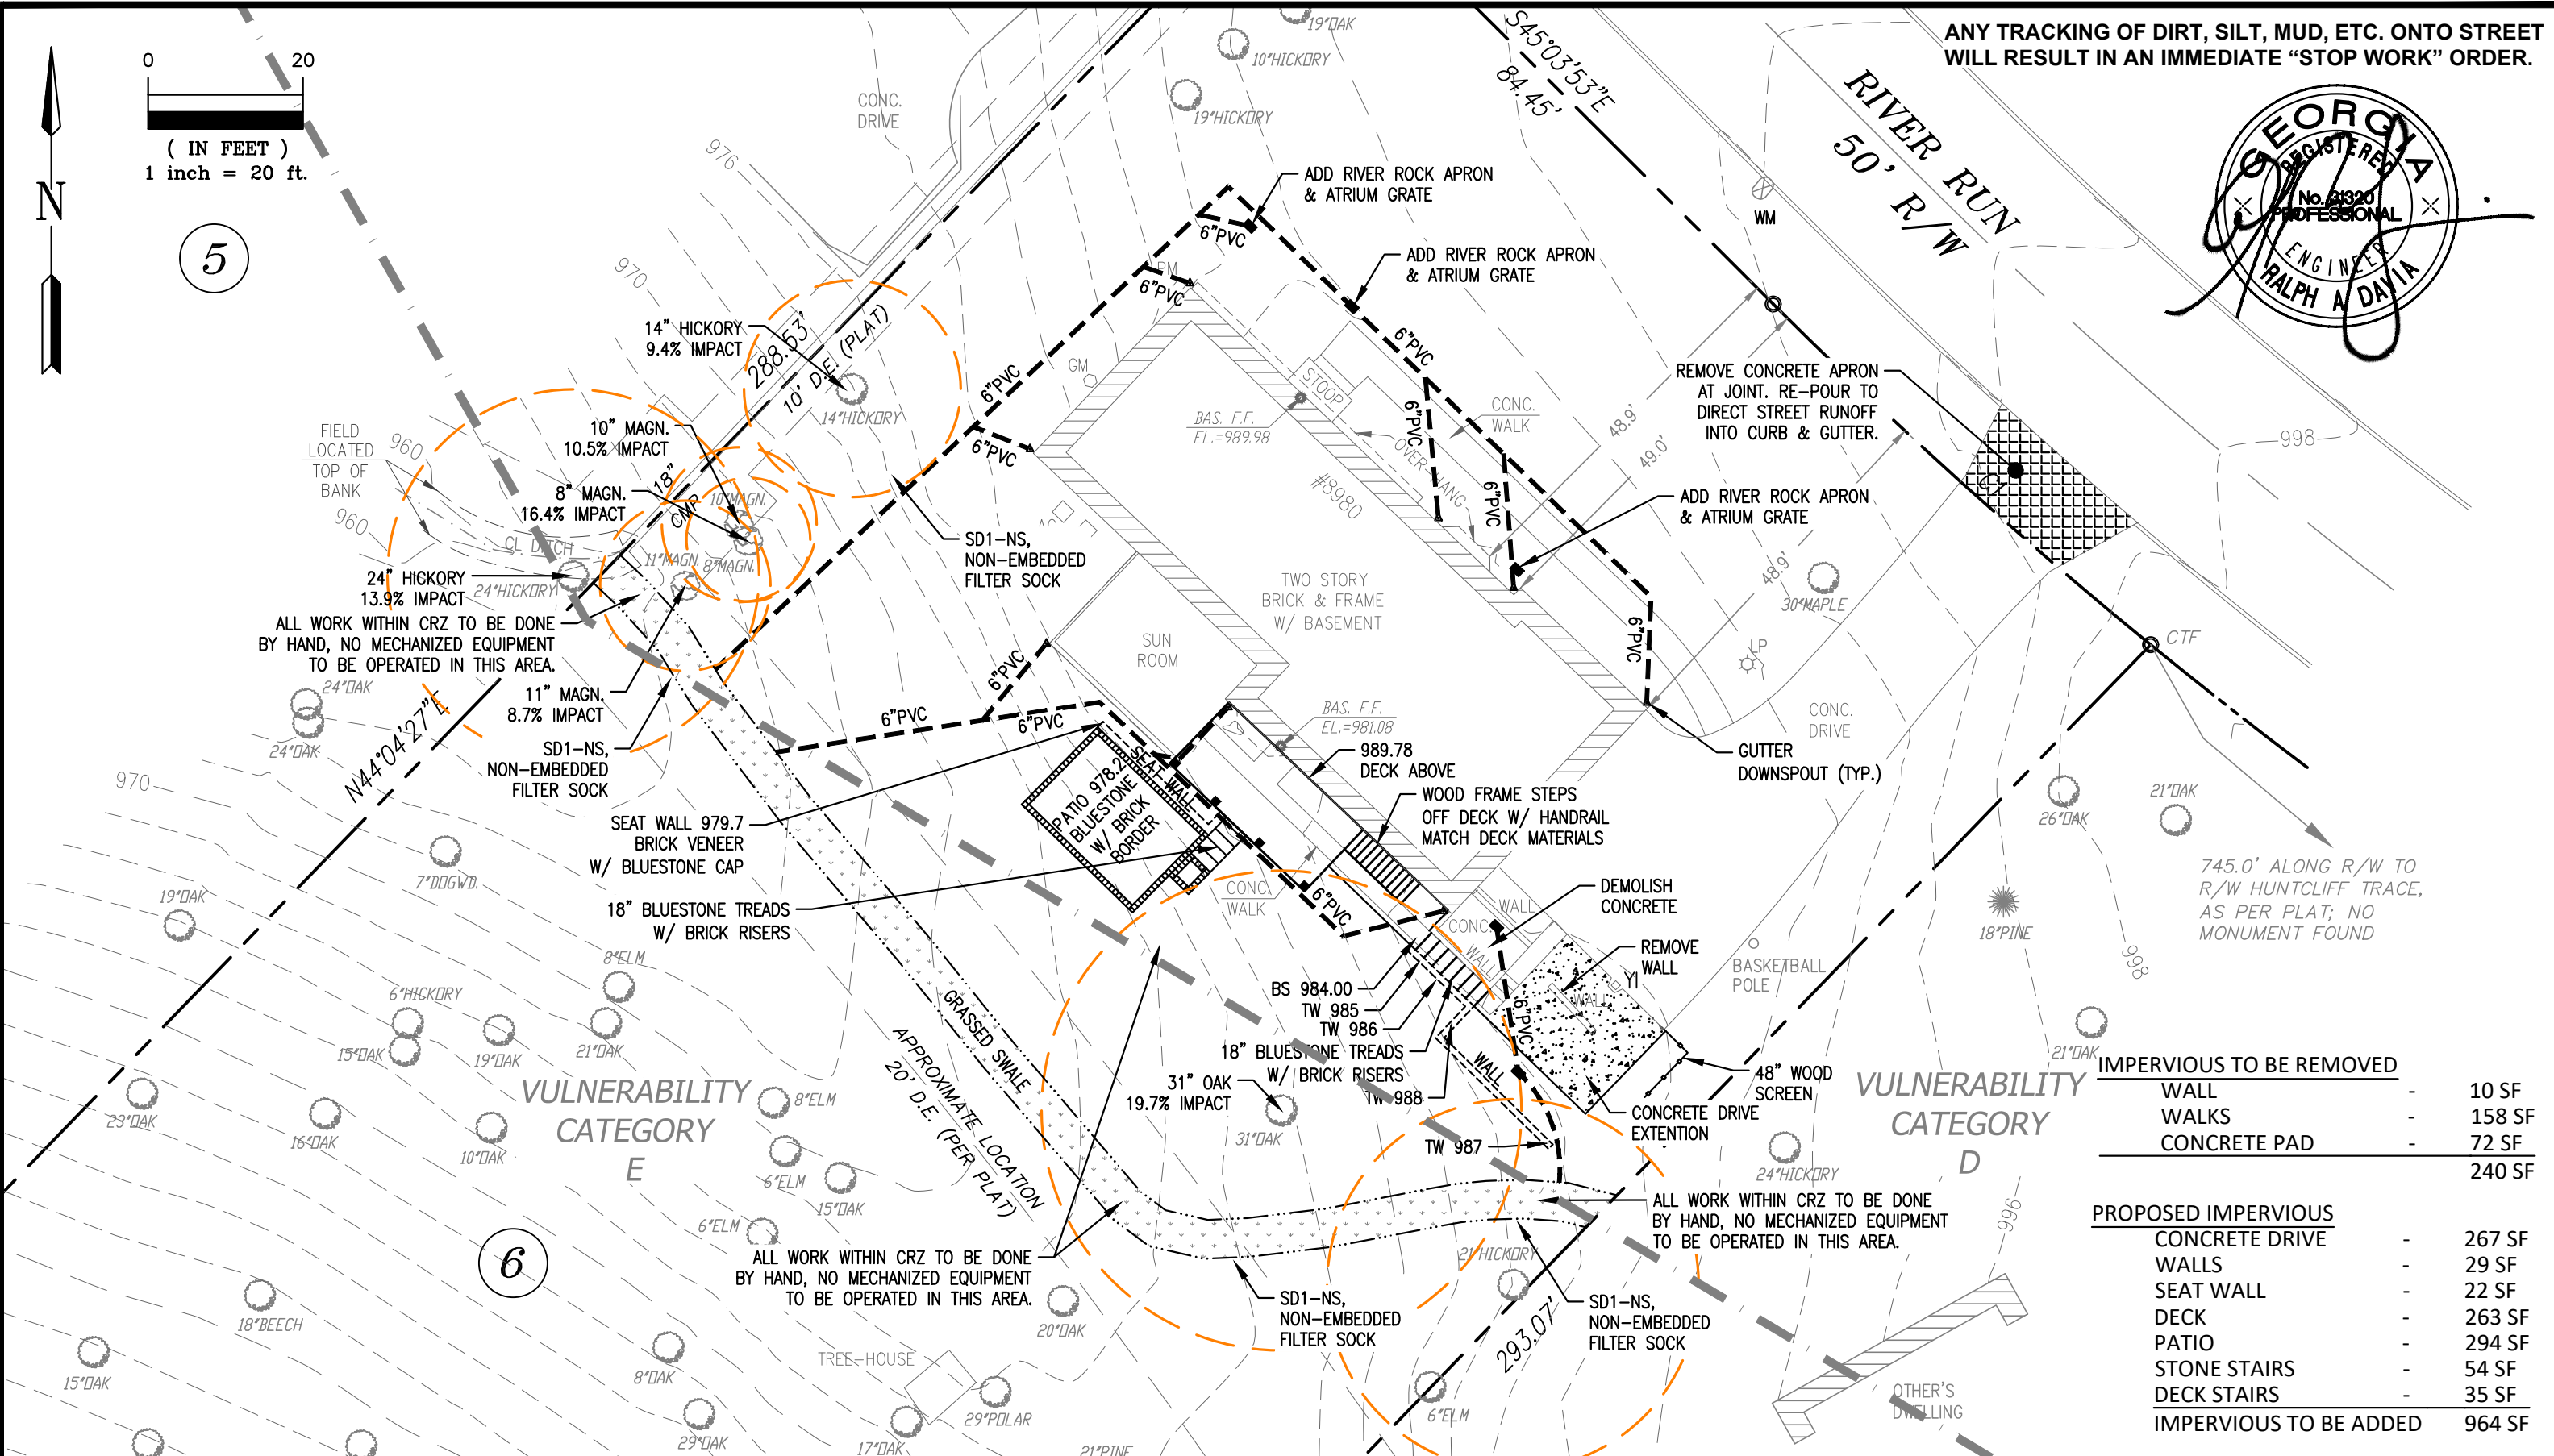 ANY TRACKING OF DIRT, SILT, MUD, ETC. ONTO STREET
WILL RESULT IN AN IMMEDIATE “STOP WORK” ORDER.
0 20
( IN FEET )
1 inch = 20 ft.
N
5
GEORGIA
REGISTERED
No. 31320
PROFESSIONAL
ENGINEER
RALPH A DAVIA
RIVER RUN
50' R/W
S45°03'53"E
84.45'
WM
19"OAK
10"HICKORY
19"HICKORY
CONC.
DRIVE
976
970
ADD RIVER ROCK APRON
& ATRIUM GRATE
6"PVC
PM
6"PVC
ADD RIVER ROCK APRON
& ATRIUM GRATE
14" HICKORY
9.4% IMPACT
288.53'
10' D.E. (PLAT)
14"HICKORY
GM
6"PVC
6"PVC
STOOP
BAS. F.F.
EL.=989.98
6"PVC
6"PVC
6"PVC
CONC.
WALK
OVER-HANG
#8980
48.9'
49.0'
48.9'
REMOVE CONCRETE APRON
AT JOINT. RE-POUR TO
DIRECT STREET RUNOFF
INTO CURB & GUTTER.
998
ADD RIVER ROCK APRON
& ATRIUM GRATE
FIELD
LOCATED
TOP OF
BANK
960
960
10" MAGN.
10.5% IMPACT
8" MAGN.
16.4% IMPACT
18"
CMP
10"MAGN.
11"MAGN.
8"MAGN.
CL DITCH
24" HICKORY
13.9% IMPACT
24"HICKORY
SD1-NS,
NON-EMBEDDED
FILTER SOCK
ALL WORK WITHIN CRZ TO BE DONE
BY HAND, NO MECHANIZED EQUIPMENT
TO BE OPERATED IN THIS AREA.
24"OAK
24"OAK
11" MAGN.
8.7% IMPACT
N44°04'27"E
SD1-NS,
NON-EMBEDDED
FILTER SOCK
970
TWO STORY
BRICK & FRAME
W/ BASEMENT
SUN
ROOM
6"PVC
6"PVC
6"PVC
6"PVC
30"MAPLE
LP
CTF
BAS. F.F.
EL.=981.08
989.78
DECK ABOVE
CONC.
DRIVE
GUTTER
DOWNSPOUT (TYP.)
WOOD FRAME STEPS
OFF DECK W/ HANDRAIL
MATCH DECK MATERIALS
SEAT WALL
PATIO 978.2
BLUESTONE
W/ BRICK
BORDER
SEAT WALL 979.7
BRICK VENEER
W/ BLUESTONE CAP
18" BLUESTONE TREADS
W/ BRICK RISERS
7"DOGWD.
19"OAK
CONC.
WALK
6"PVC
CONC.
WALL
WALL
DEMOLISH
CONCRETE
REMOVE
WALL
WALL
YI
BASKETBALL
POLE
26"OAK
21"OAK
18"PINE
745.0' ALONG R/W TO
R/W HUNTCLIFF TRACE,
AS PER PLAT; NO
MONUMENT FOUND
998
21"OAK
8"ELM
6"HICKORY
15"OAK
19"OAK
21"OAK
23"OAK
16"OAK
10"OAK
8"ELM
6"ELM
15"OAK
6"ELM
GRASSED SWALE
APPROXIMATE LOCATION
20' D.E. (PER PLAT)
VULNERABILITY
CATEGORY
E
BS 984.00
TW 985
TW 986
18" BLUESTONE TREADS
W/ BRICK RISERS
TW 988
6"PVC
WALL
31" OAK
19.7% IMPACT
31"OAK
TW 987
48" WOOD
SCREEN
CONCRETE DRIVE
EXTENTION
24"HICKORY
VULNERABILITY
CATEGORY
D
ALL WORK WITHIN CRZ TO BE DONE
BY HAND, NO MECHANIZED EQUIPMENT
TO BE OPERATED IN THIS AREA.
996
21"HICKORY
6
ALL WORK WITHIN CRZ TO BE DONE
BY HAND, NO MECHANIZED EQUIPMENT
TO BE OPERATED IN THIS AREA.
SD1-NS,
NON-EMBEDDED
FILTER SOCK
SD1-NS,
NON-EMBEDDED
FILTER SOCK
293.07'
18"BEECH
15"OAK
8"OAK
29"OAK
20"OAK
TREE-HOUSE
29"POLAR
17"OAK
21"PINE
6"ELM
OTHER'S
DWELLING
IMPERVIOUS TO BE REMOVED
WALL - 10 SF
WALKS - 158 SF
CONCRETE PAD - 72 SF
240 SF
PROPOSED IMPERVIOUS
CONCRETE DRIVE - 267 SF
WALLS - 29 SF
SEAT WALL - 22 SF
DECK - 263 SF
PATIO - 294 SF
STONE STAIRS - 54 SF
DECK STAIRS - 35 SF
IMPERVIOUS TO BE ADDED 964 SF